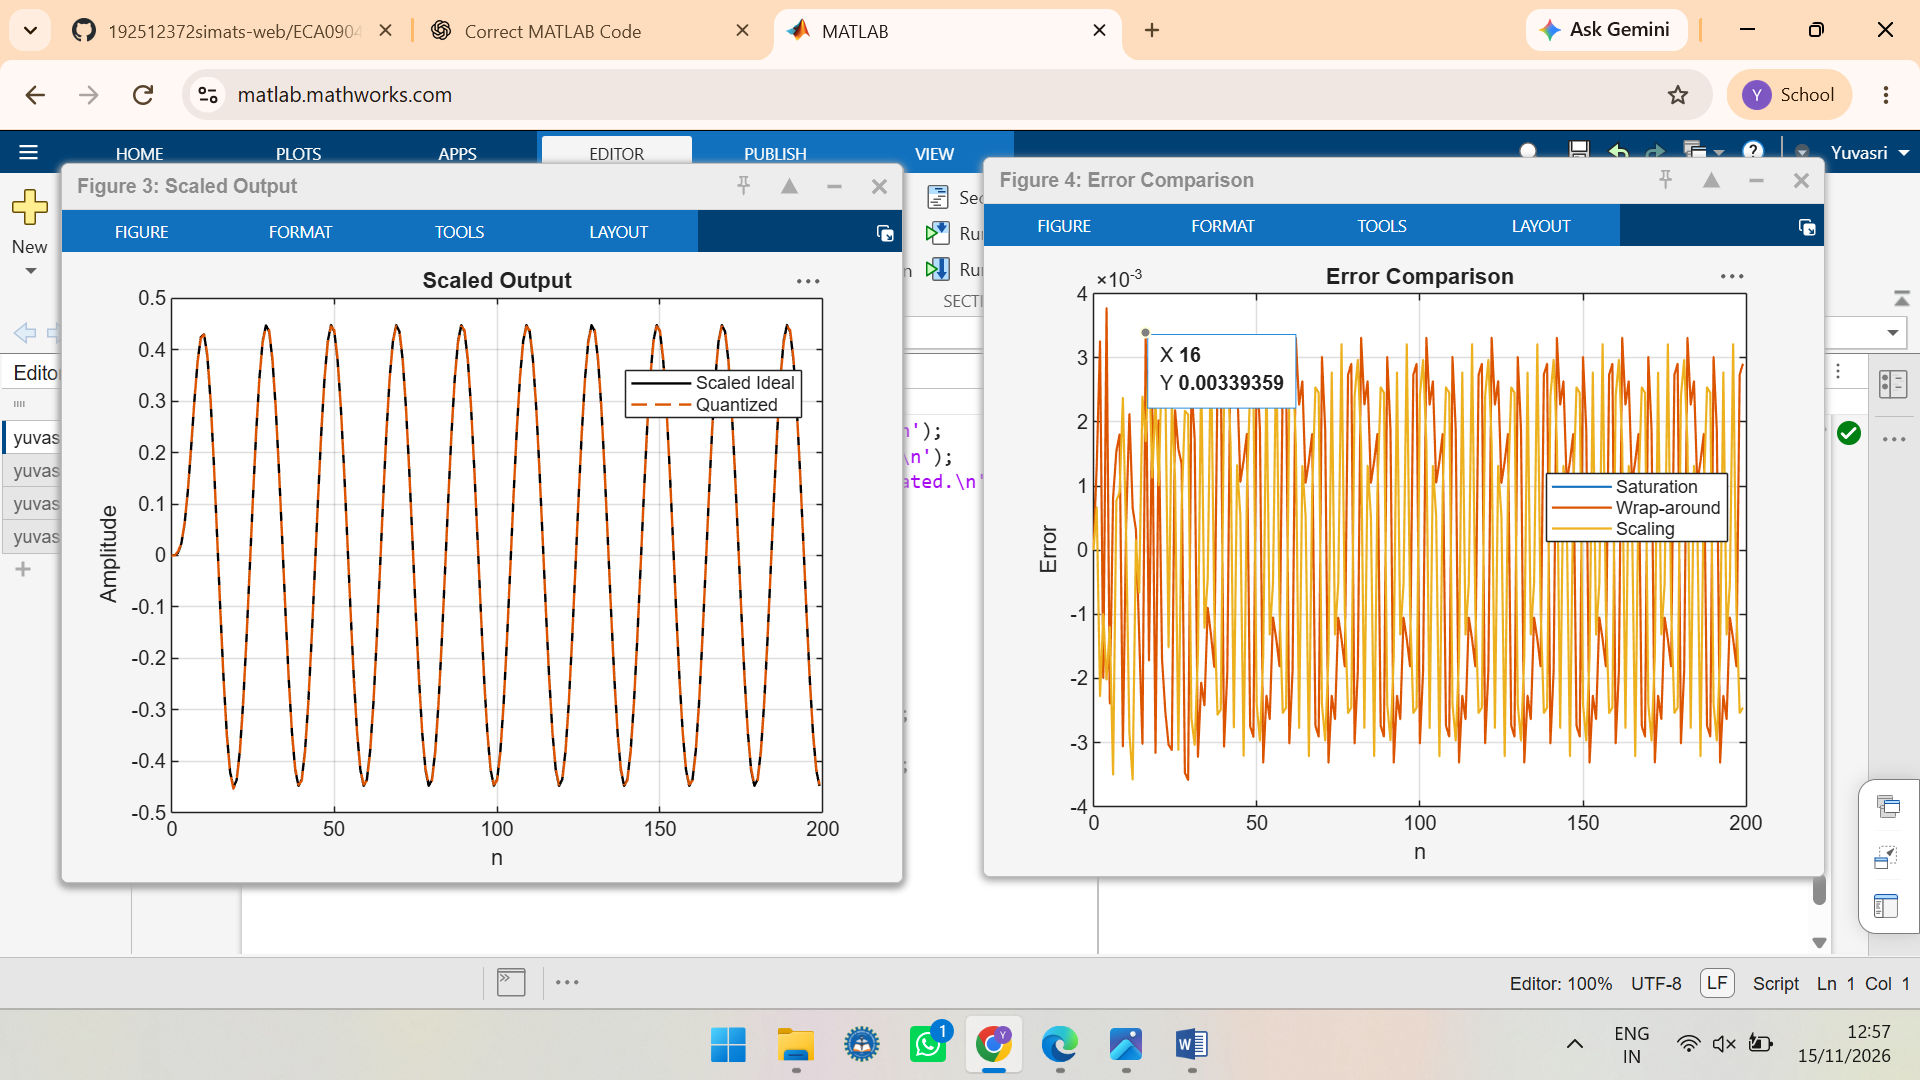 192512372simats-web/ECA0904
Correct MATLAB Code
MATLAB
Ask Gemini
matlab.mathworks.com
Y School
HOME PLOTS APPS EDITOR PUBLISH VIEW
Yuvasri
New
Figure 3: Scaled Output
FIGURE FORMAT TOOLS LAYOUT
Scaled Output
0.5
0.4
0.3
0.2
0.1
0
-0.1
-0.2
-0.3
-0.4
-0.5
Amplitude
Scaled Ideal
Quantized
0 50 100 150 200
n
Sec
Ru
n Ru
SECTI
Figure 4: Error Comparison
FIGURE FORMAT TOOLS LAYOUT
Error Comparison
×10-3
4
3
2
1
0
-1
-2
-3
-4
Error
X 16
Y 0.00339359
Saturation
Wrap-around
Scaling
0 50 100 150 200
n
Edito
yuvas
yuvas
yuvas
yuvas
n');
\n');
ated.\n'
;
;
Editor: 100% UTF-8 LF Script Ln 1 Col 1
1
Y
W
ENG
IN
12:57
15/11/2026